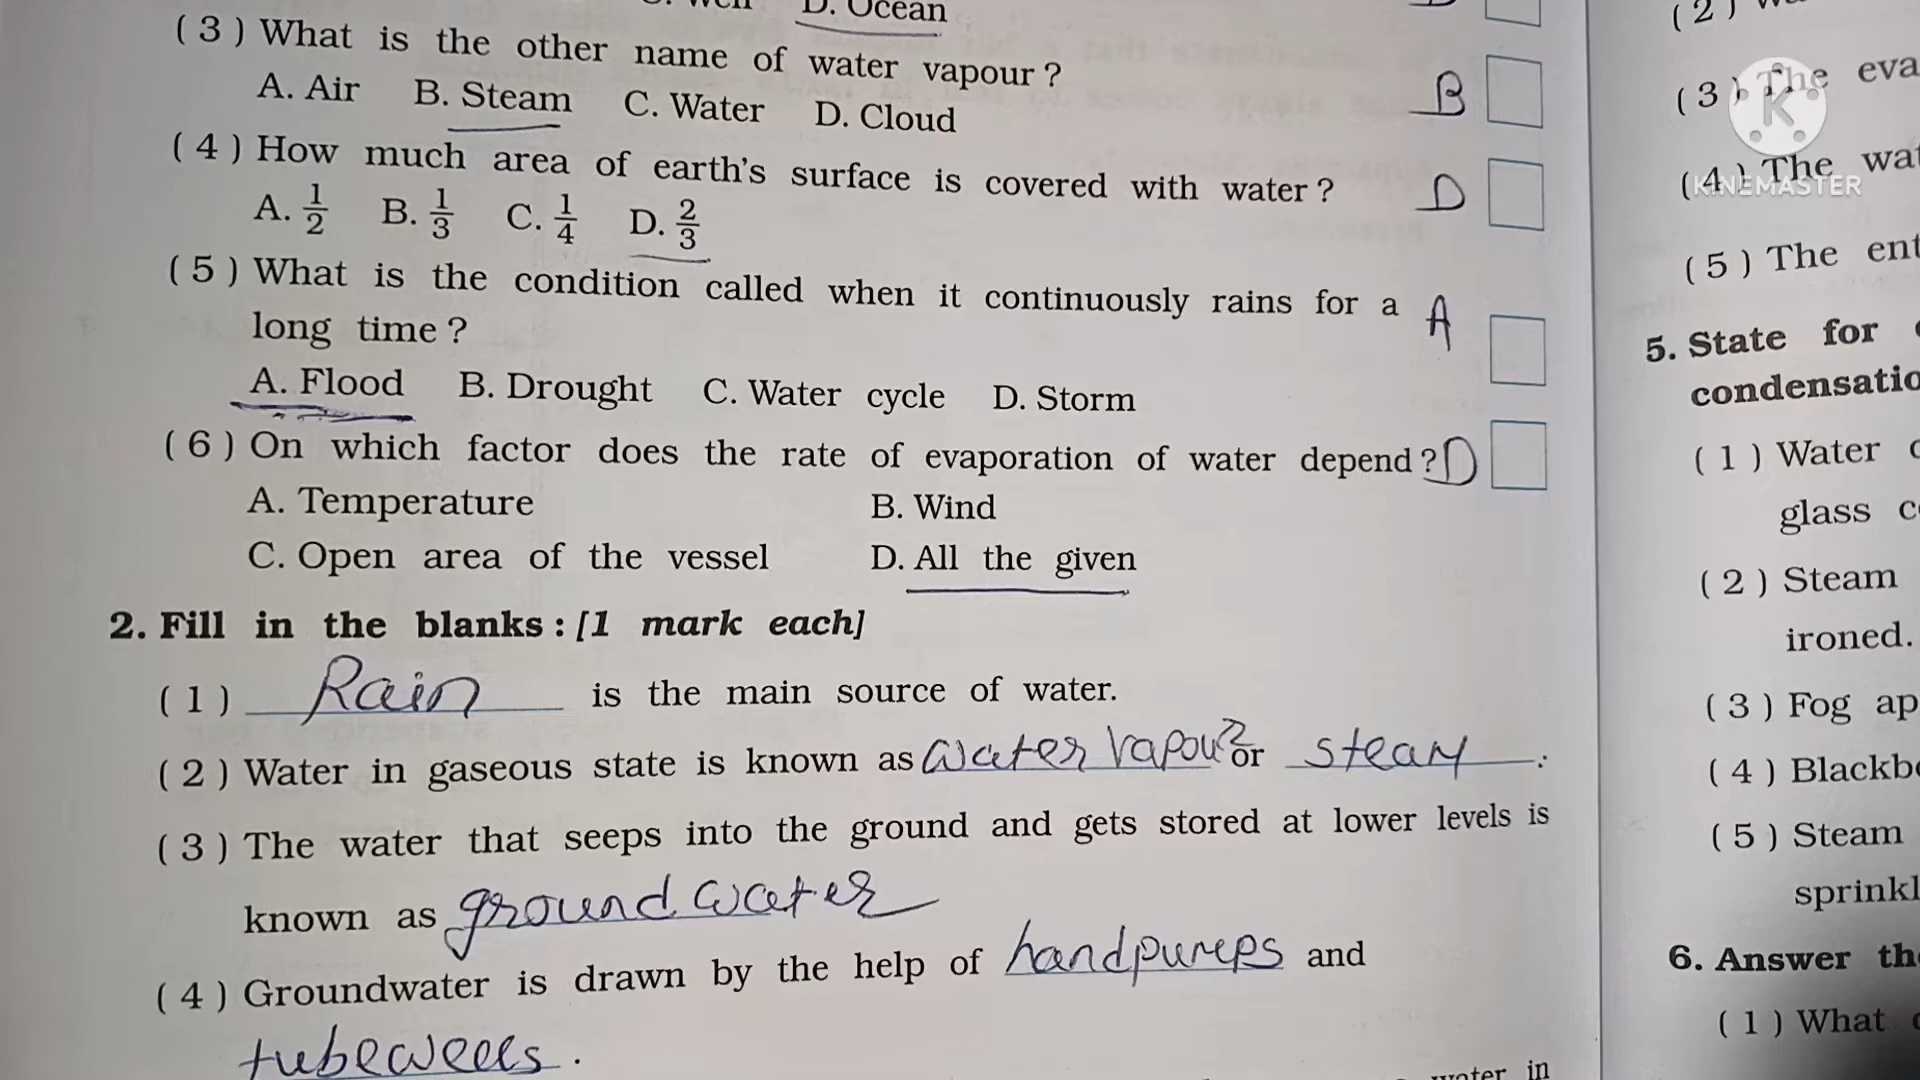 D. Ocean
(3) What is the other name of water vapour?
A. Air B. Steam C. Water D. Cloud
B
(4) How much area of earth's surface is covered with water?
D
A. 1/2 B. 1/3 C. 1/4 D. 2/3
(5) What is the condition called when it continuously rains for a
A
long time?
A. Flood B. Drought C. Water cycle D. Storm
(6) On which factor does the rate of evaporation of water depend? D
A. Temperature B. Wind
C. Open area of the vessel D. All the given
2. Fill in the blanks: [1 mark each]
(1) Rain is the main source of water.
(2) Water in gaseous state is known as water vapour or steam.
(3) The water that seeps into the ground and gets stored at lower levels is
known as ground water
(4) Groundwater is drawn by the help of handpumps and
tubewells.
water in
(2)
(3) The eva
(4) The wat
KINEMASTER
(5) The ent
5. State for
condensatio
(1) Water
glass
(2) Steam
ironed.
(3) Fog ap
(4) Blackb
(5) Steam
sprinkl
6. Answer th
(1) What